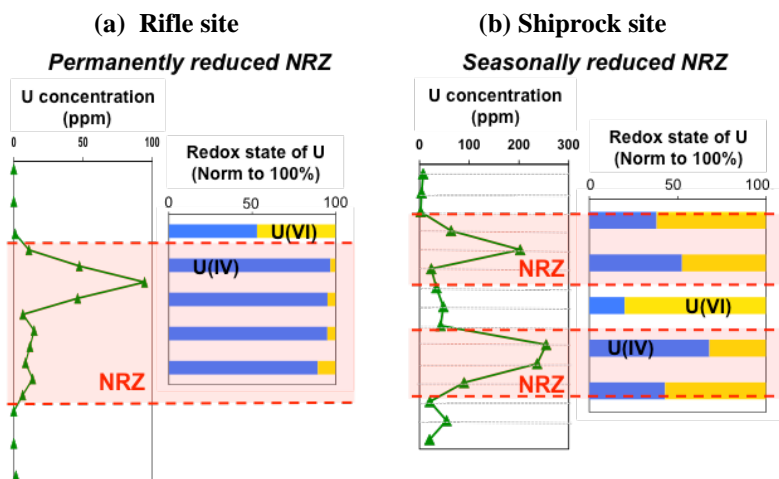 (a) Rifle site
Permanently reduced NRZ
U concentration
(ppm)
0 50 100
Redox state of U
(Norm to 100%)
0 50 100
U(VI)
U(IV)
NRZ
(b) Shiprock site
Seasonally reduced NRZ
U concentration
(ppm)
0 100 200 300
Redox state of U
(Norm to 100%)
0 50 100
NRZ
U(VI)
U(IV)
NRZ